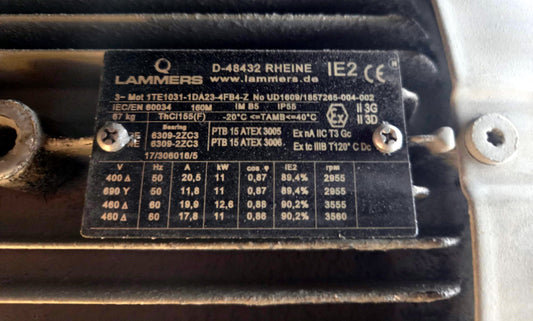 D-48432 RHEINE IE2 CE
LAMMERS www.lammers.de
3~ Mot 1TE1031-1DA23-4FB4-Z No UD1609/1857265-004-002
IEC/EN 60034 160M IM B5 IP55
67 kg ThCl155(F) -20°C <=TAMB<=40°C Ex II 3G
II 3D
Bearing
6309-2ZC3 PTB 15 ATEX 3005 Ex nA IIC T3 Gc
6309-2ZC3 PTB 15 ATEX 3006 Ex tc IIIB T120° C Dc
17/306016/5
V Hz A kW cos φ IE2 rpm
400 Δ 50 20,5 11 0,87 89,4% 2955
690 Y 50 11,8 11 0,87 89,4% 2955
460 Δ 60 19,8 12,6 0,88 90,2% 3555
460 Δ 60 17,6 11 0,86 90,2% 3560